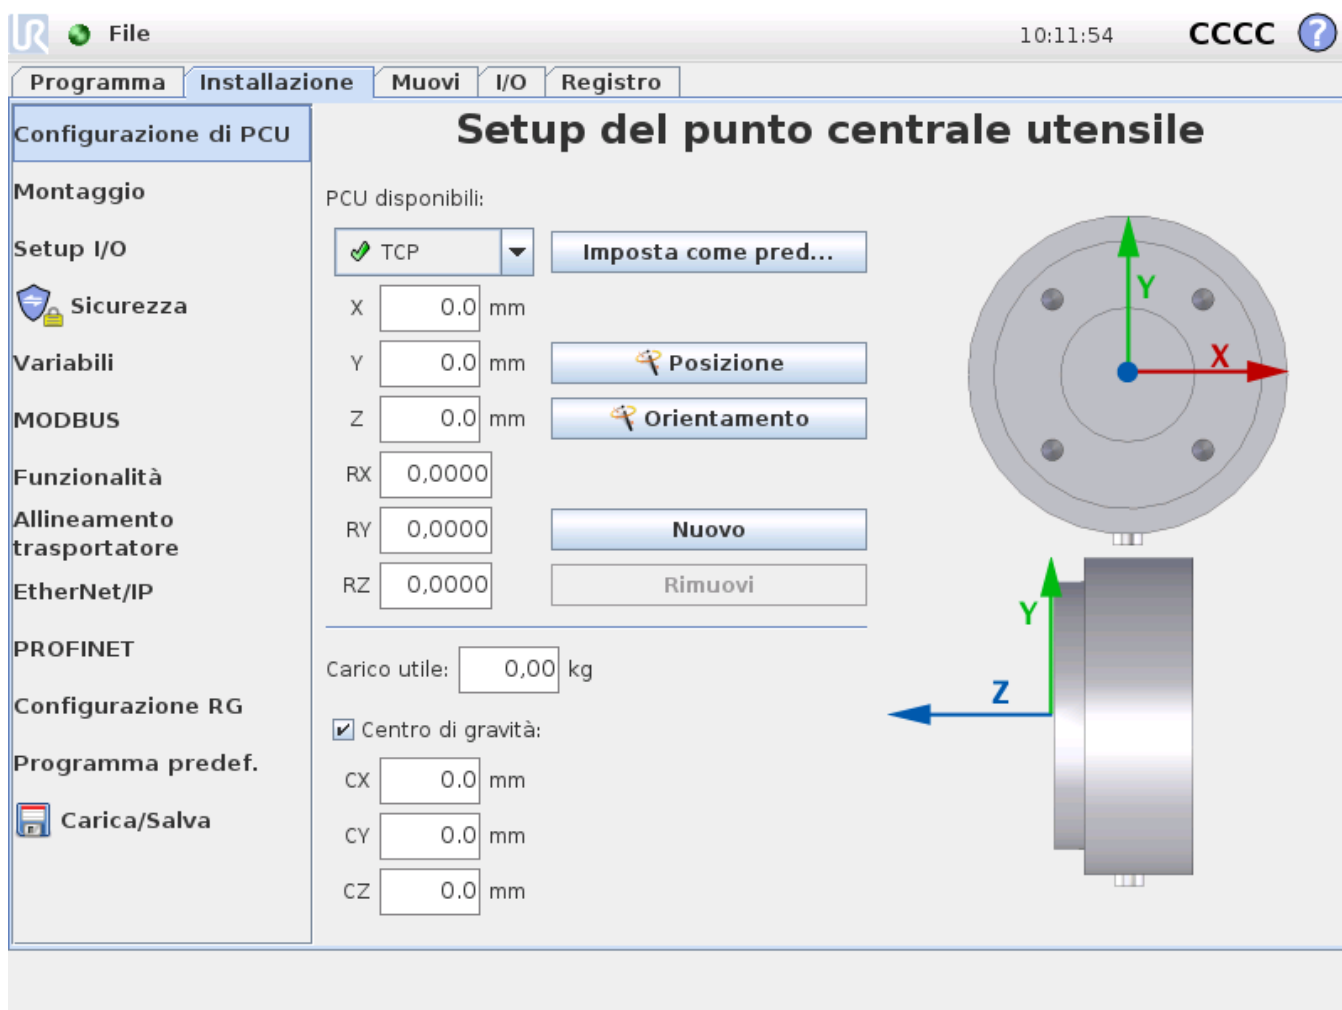 UR File 10:11:54 CCCC ?
Programma Installazione Muovi I/O Registro
Configurazione di PCU
Montaggio
Setup I/O
Sicurezza
Variabili
MODBUS
Funzionalità
Allineamento
trasportatore
EtherNet/IP
PROFINET
Configurazione RG
Programma predef.
Carica/Salva
Setup del punto centrale utensile
PCU disponibili:
TCP Imposta come pred...
X 0.0 mm
Y 0.0 mm Posizione
Z 0.0 mm Orientamento
RX 0,0000
RY 0,0000 Nuovo
RZ 0,0000 Rimuovi
Carico utile: 0,00 kg
Centro di gravità:
CX 0.0 mm
CY 0.0 mm
CZ 0.0 mm
Y
X
Y
Z